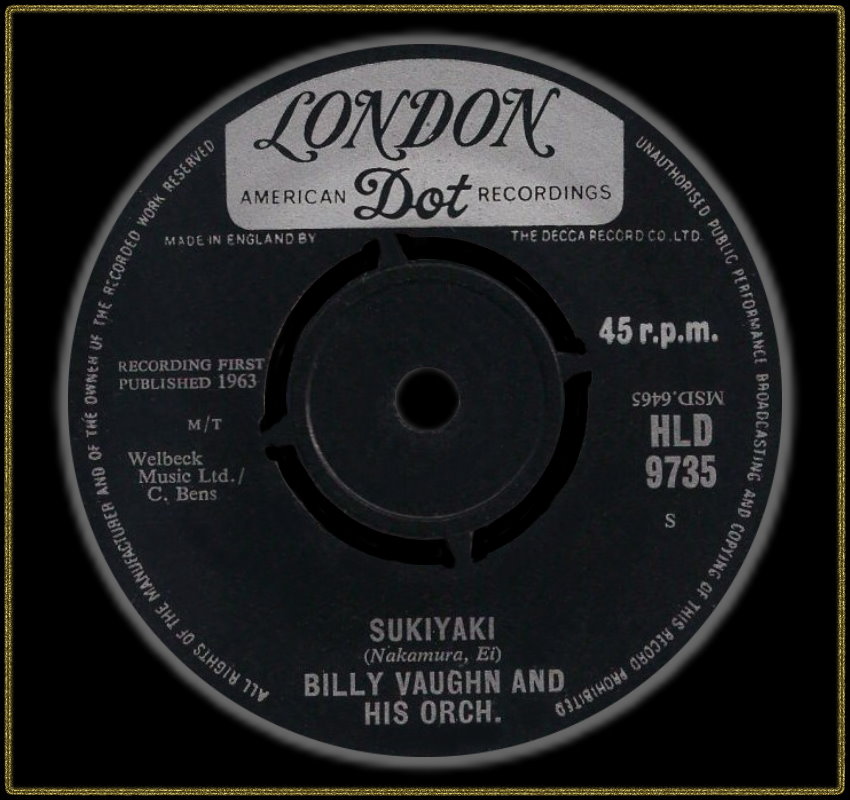 LONDON
AMERICAN Dot RECORDINGS
MADE IN ENGLAND BY THE DECCA RECORD CO., LTD.
ALL RIGHTS OF THE MANUFACTURER AND OF THE OWNER OF THE RECORDED WORK RESERVED
UNAUTHORISED PUBLIC PERFORMANCE BROADCASTING AND COPYING OF THIS RECORD PROHIBITED
45 r.p.m.
RECORDING FIRST
PUBLISHED 1963
M/T
Welbeck
Music Ltd./
C. Bens
MSD.6465
HLD
9735
S
SUKIYAKI
(Nakamura, Ei)
BILLY VAUGHN AND
HIS ORCH.